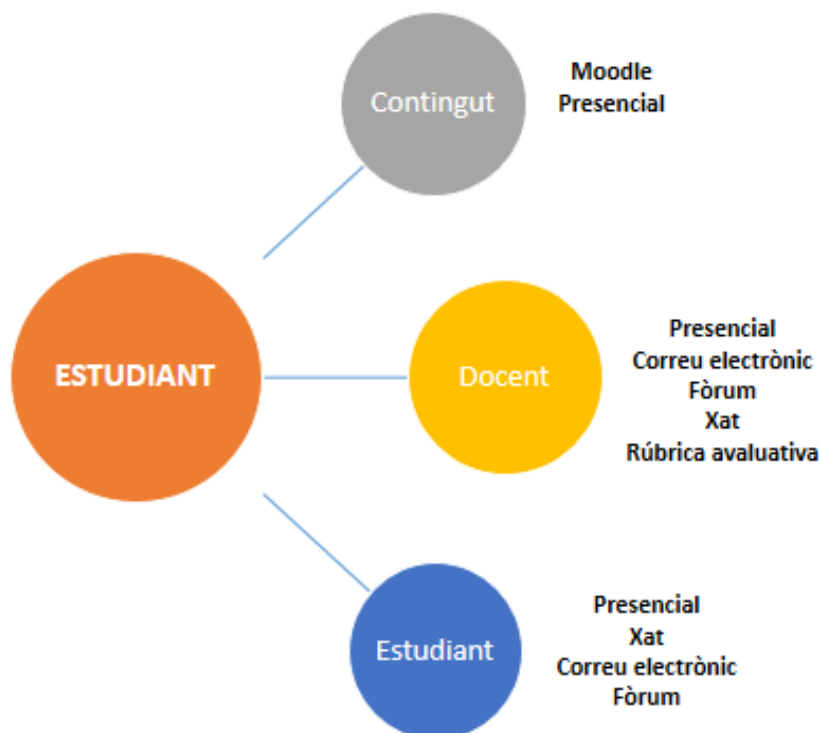 Contingut
Moodle
Presencial
ESTUDIANT
Docent
Presencial
Correu electrònic
Fòrum
Xat
Rúbrica avaluativa
Estudiant
Presencial
Xat
Correu electrònic
Fòrum